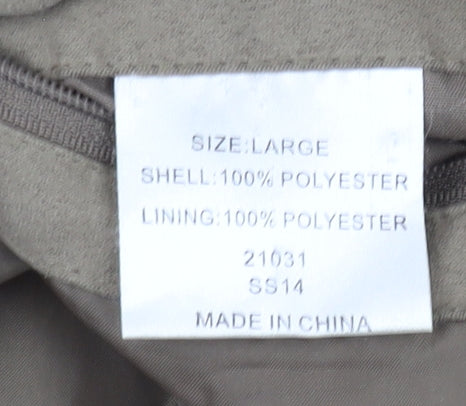 SIZE:LARGE
SHELL:100% POLYESTER
LINING:100% POLYESTER
21031
SS14
MADE IN CHINA